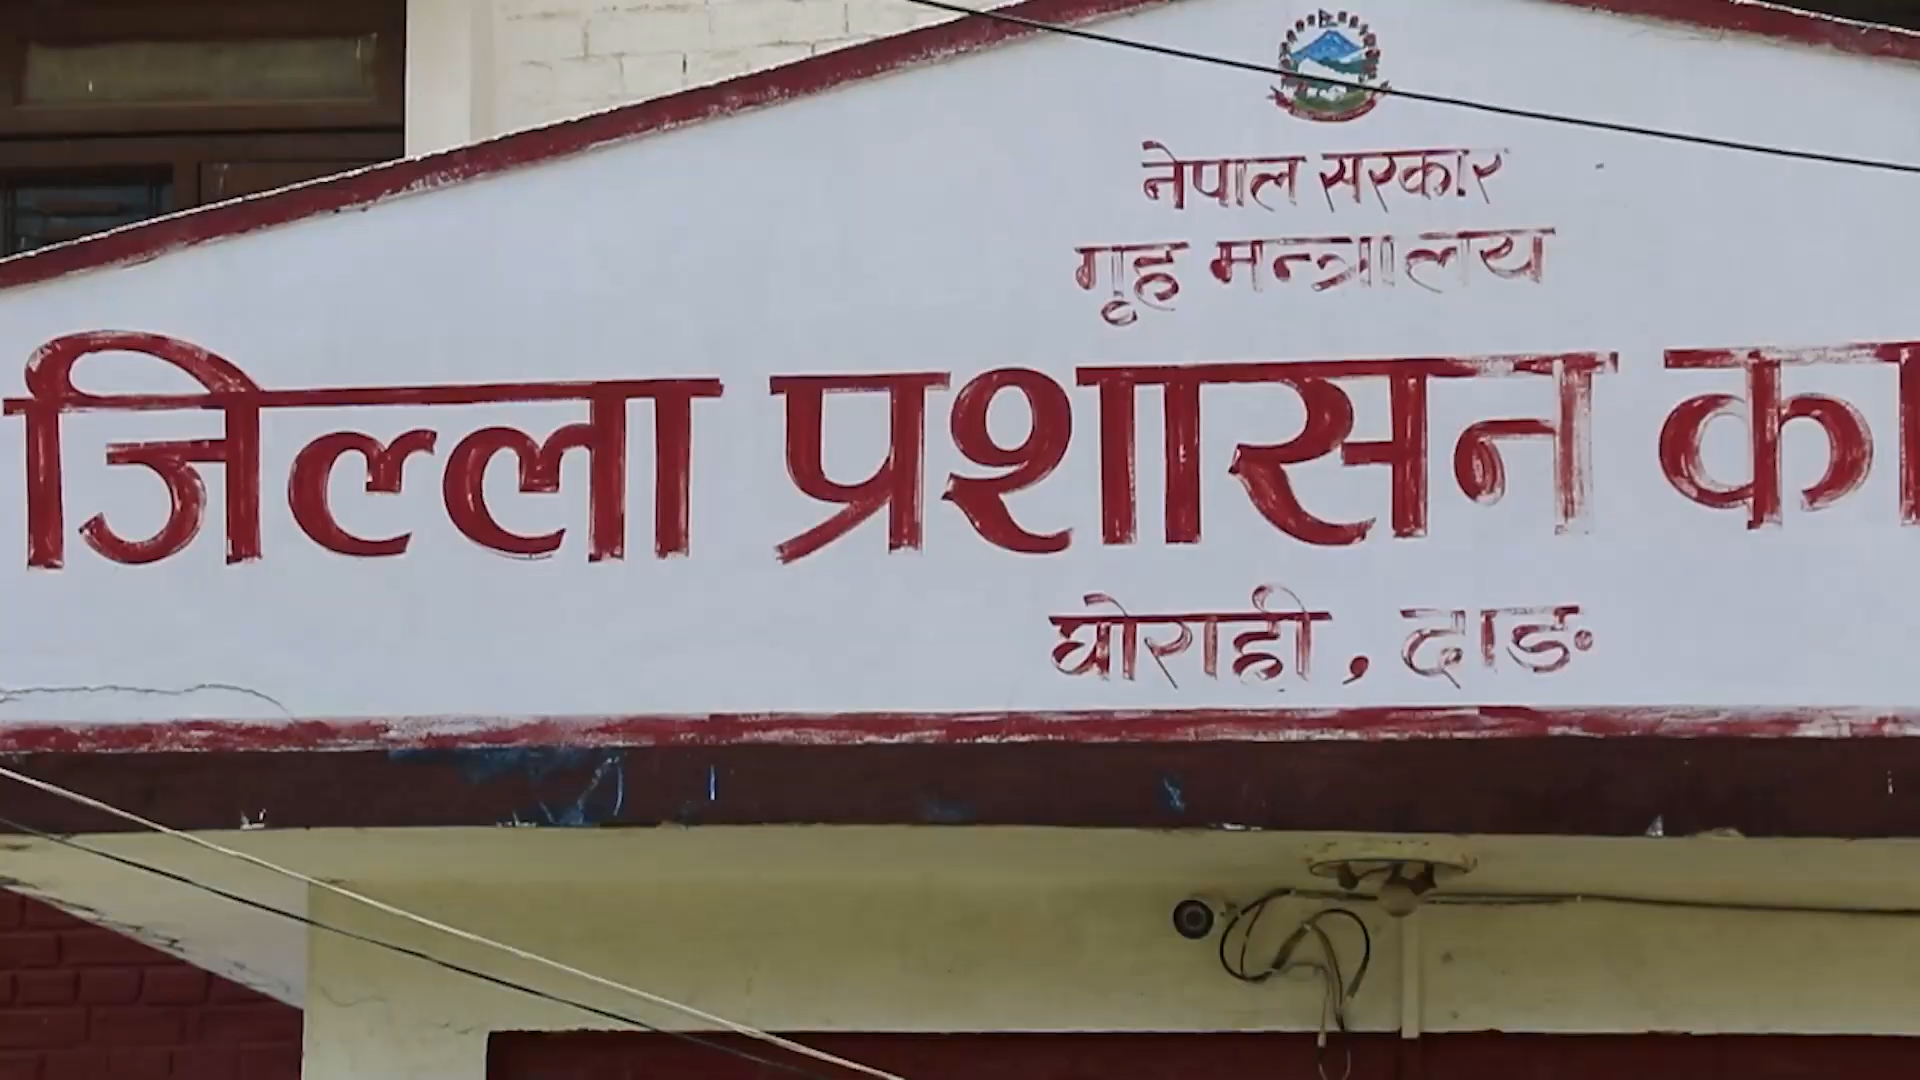 नेपाल सरकार
गृह मन्त्रालय
जिल्ला प्रशासन का
घोराही, दाङ